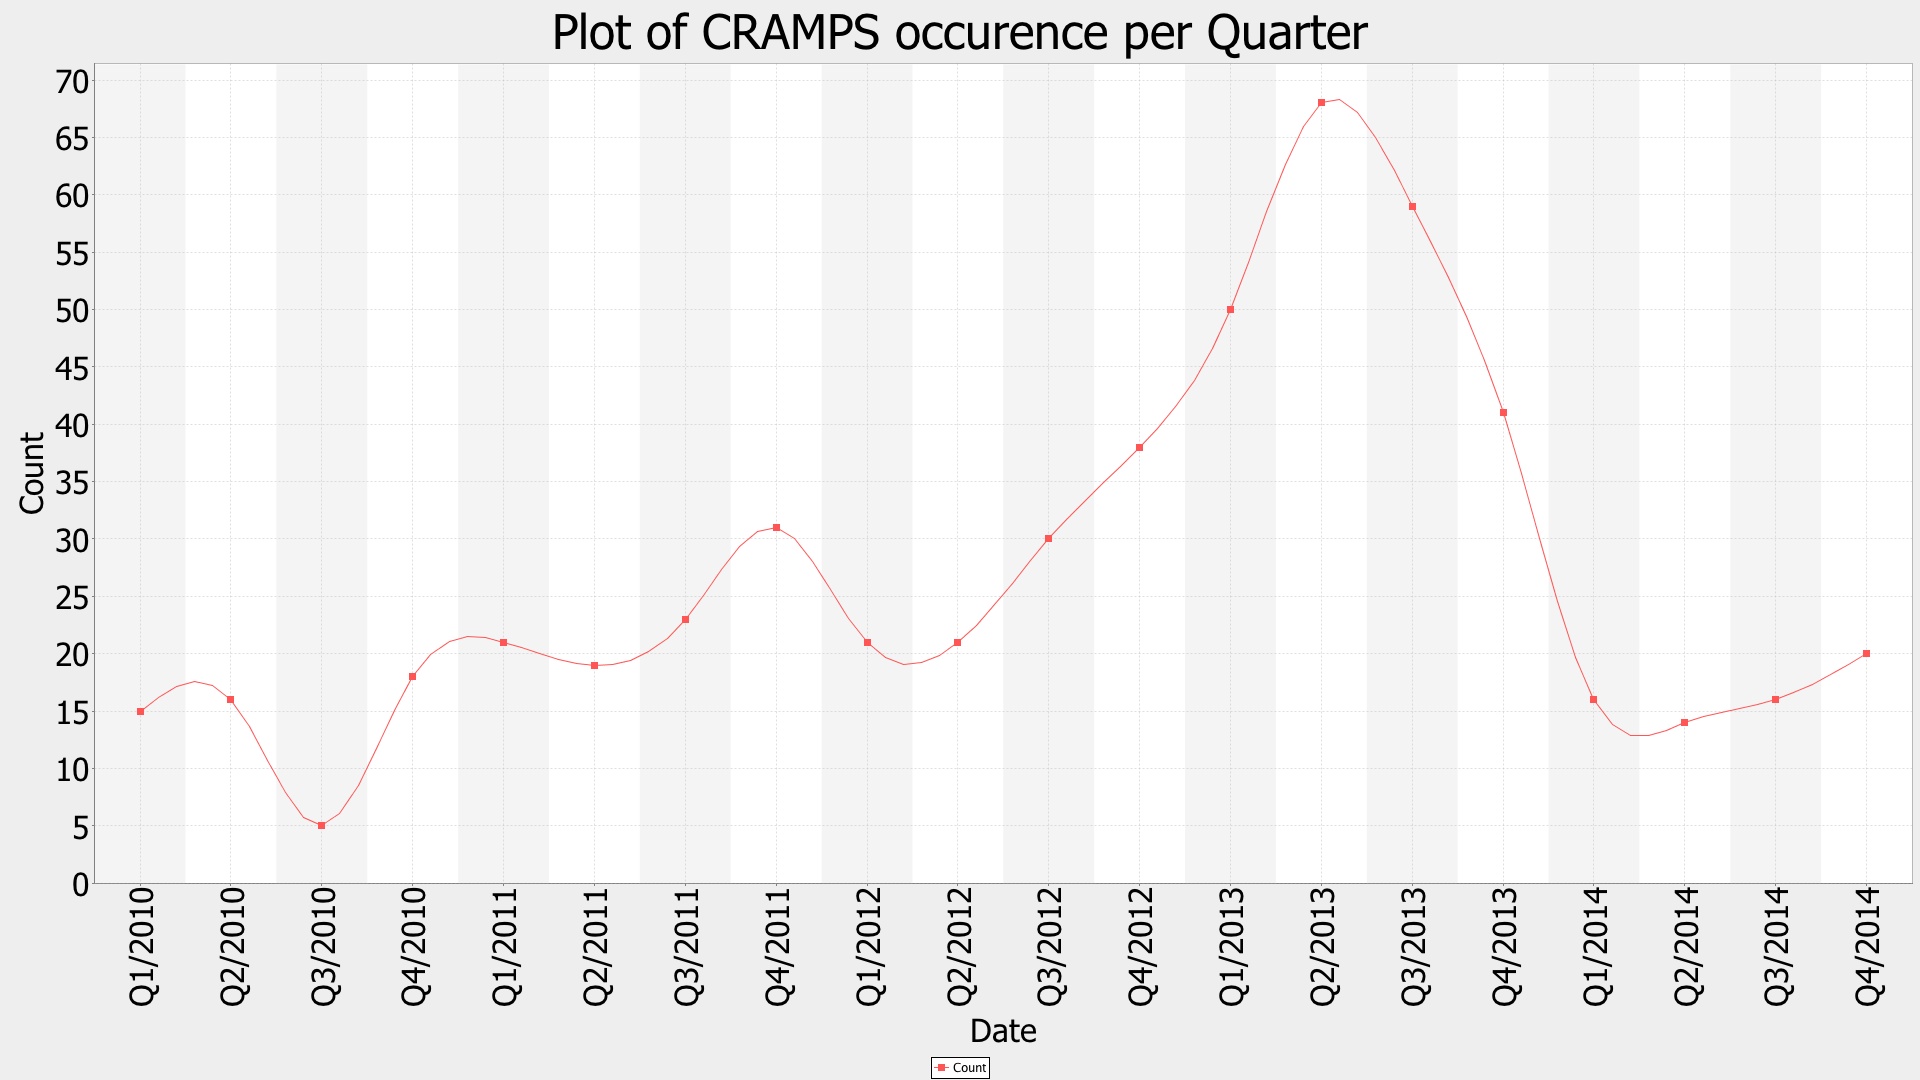 Plot of CRAMPS occurence per Quarter
70
65
60
55
50
45
40
35
30
25
20
15
10
5
0
Count
Q1/2010
Q2/2010
Q3/2010
Q4/2010
Q1/2011
Q2/2011
Q3/2011
Q4/2011
Q1/2012
Q2/2012
Q3/2012
Q4/2012
Q1/2013
Q2/2013
Q3/2013
Q4/2013
Q1/2014
Q2/2014
Q3/2014
Q4/2014
Date
Count